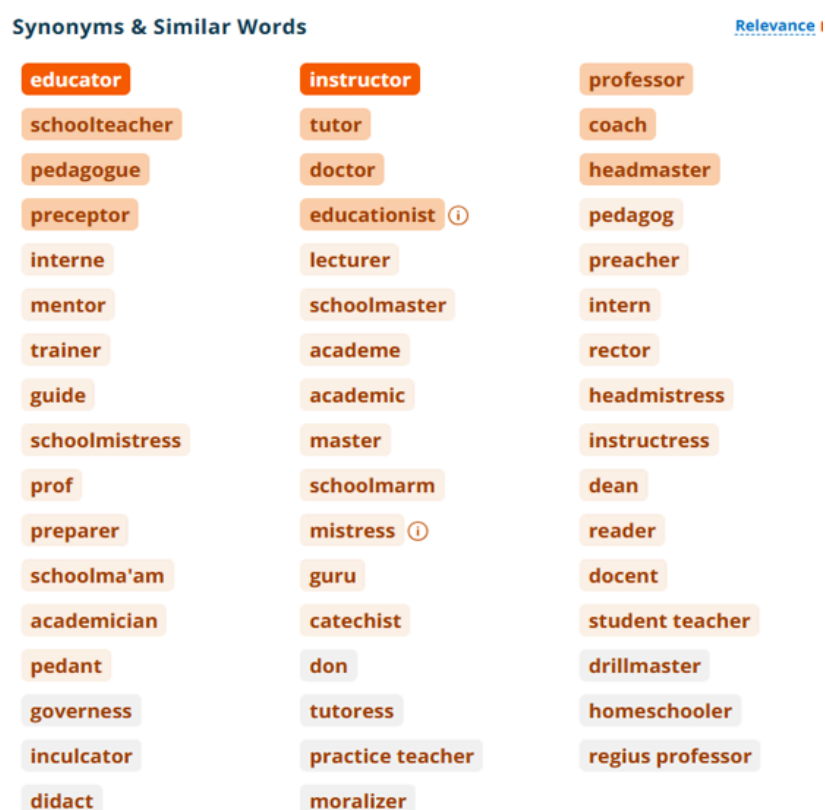 Synonyms & Similar Words Relevance
educator instructor professor
schoolteacher tutor coach
pedagogue doctor headmaster
preceptor educationist pedagog
interne lecturer preacher
mentor schoolmaster intern
trainer academe rector
guide academic headmistress
schoolmistress master instructress
prof schoolmarm dean
preparer mistress reader
schoolma'am guru docent
academician catechist student teacher
pedant don drillmaster
governess tutoress homeschooler
inculcator practice teacher regius professor
didact moralizer